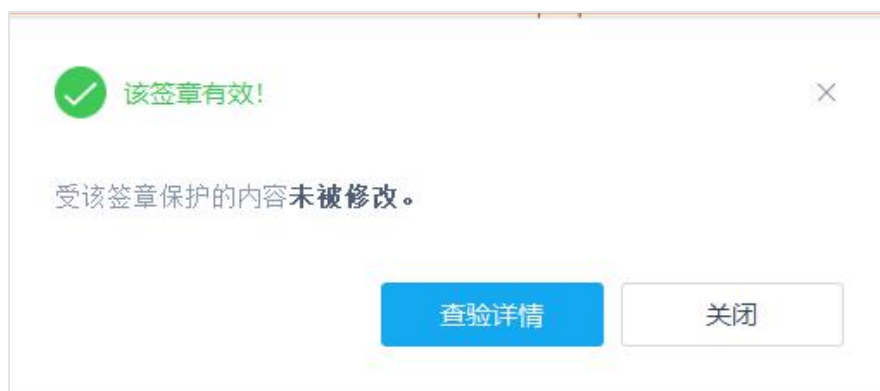 该签章有效!
受该签章保护的内容未被修改。
查验详情
关闭